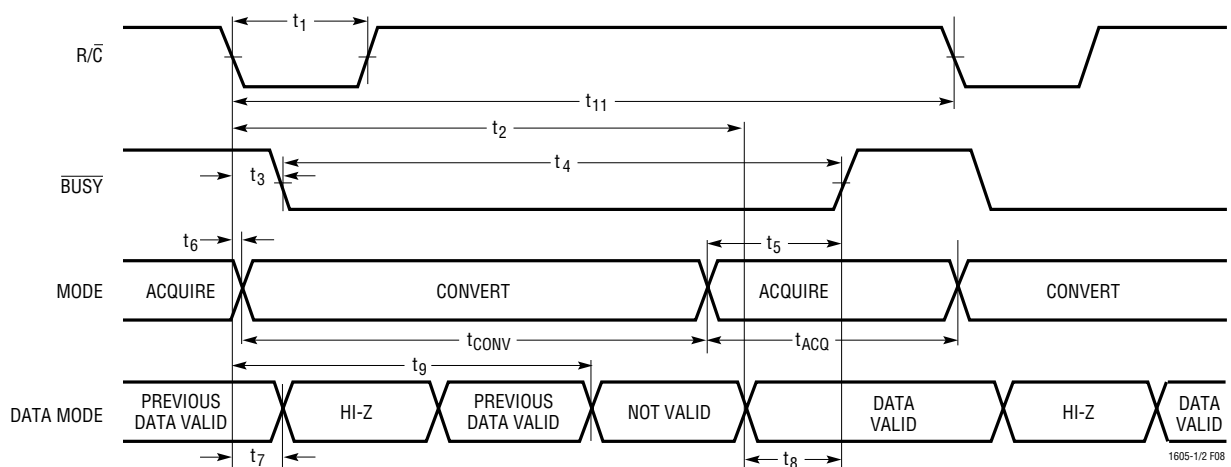 t1
R/C̅
t11
t2
t4
t3
B̅U̅S̅Y̅
t6
t5
MODE
ACQUIRE
CONVERT
ACQUIRE
CONVERT
tCONV
tACQ
t9
DATA MODE
PREVIOUS
DATA VALID
HI-Z
PREVIOUS
DATA VALID
NOT VALID
DATA
VALID
HI-Z
DATA
VALID
t7
t8
1605-1/2 F08